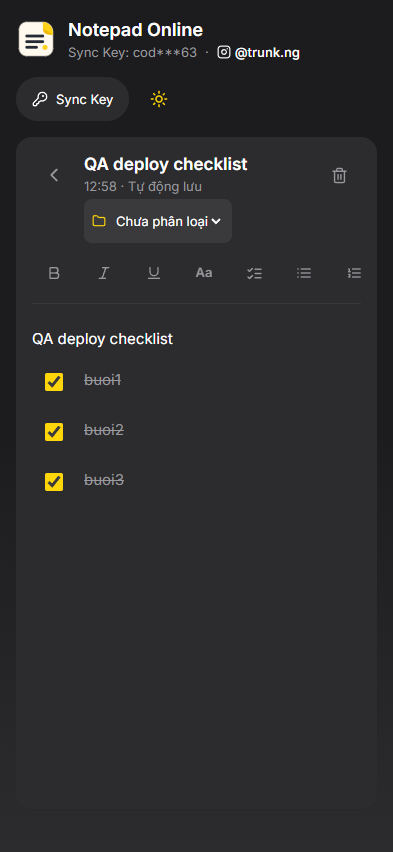 Notepad Online
Sync Key: cod***63 · @trunk.ng
Sync Key
QA deploy checklist
12:58 · Tự động lưu
Chưa phân loại
B I U Aa
QA deploy checklist
buoi1
buoi2
buoi3